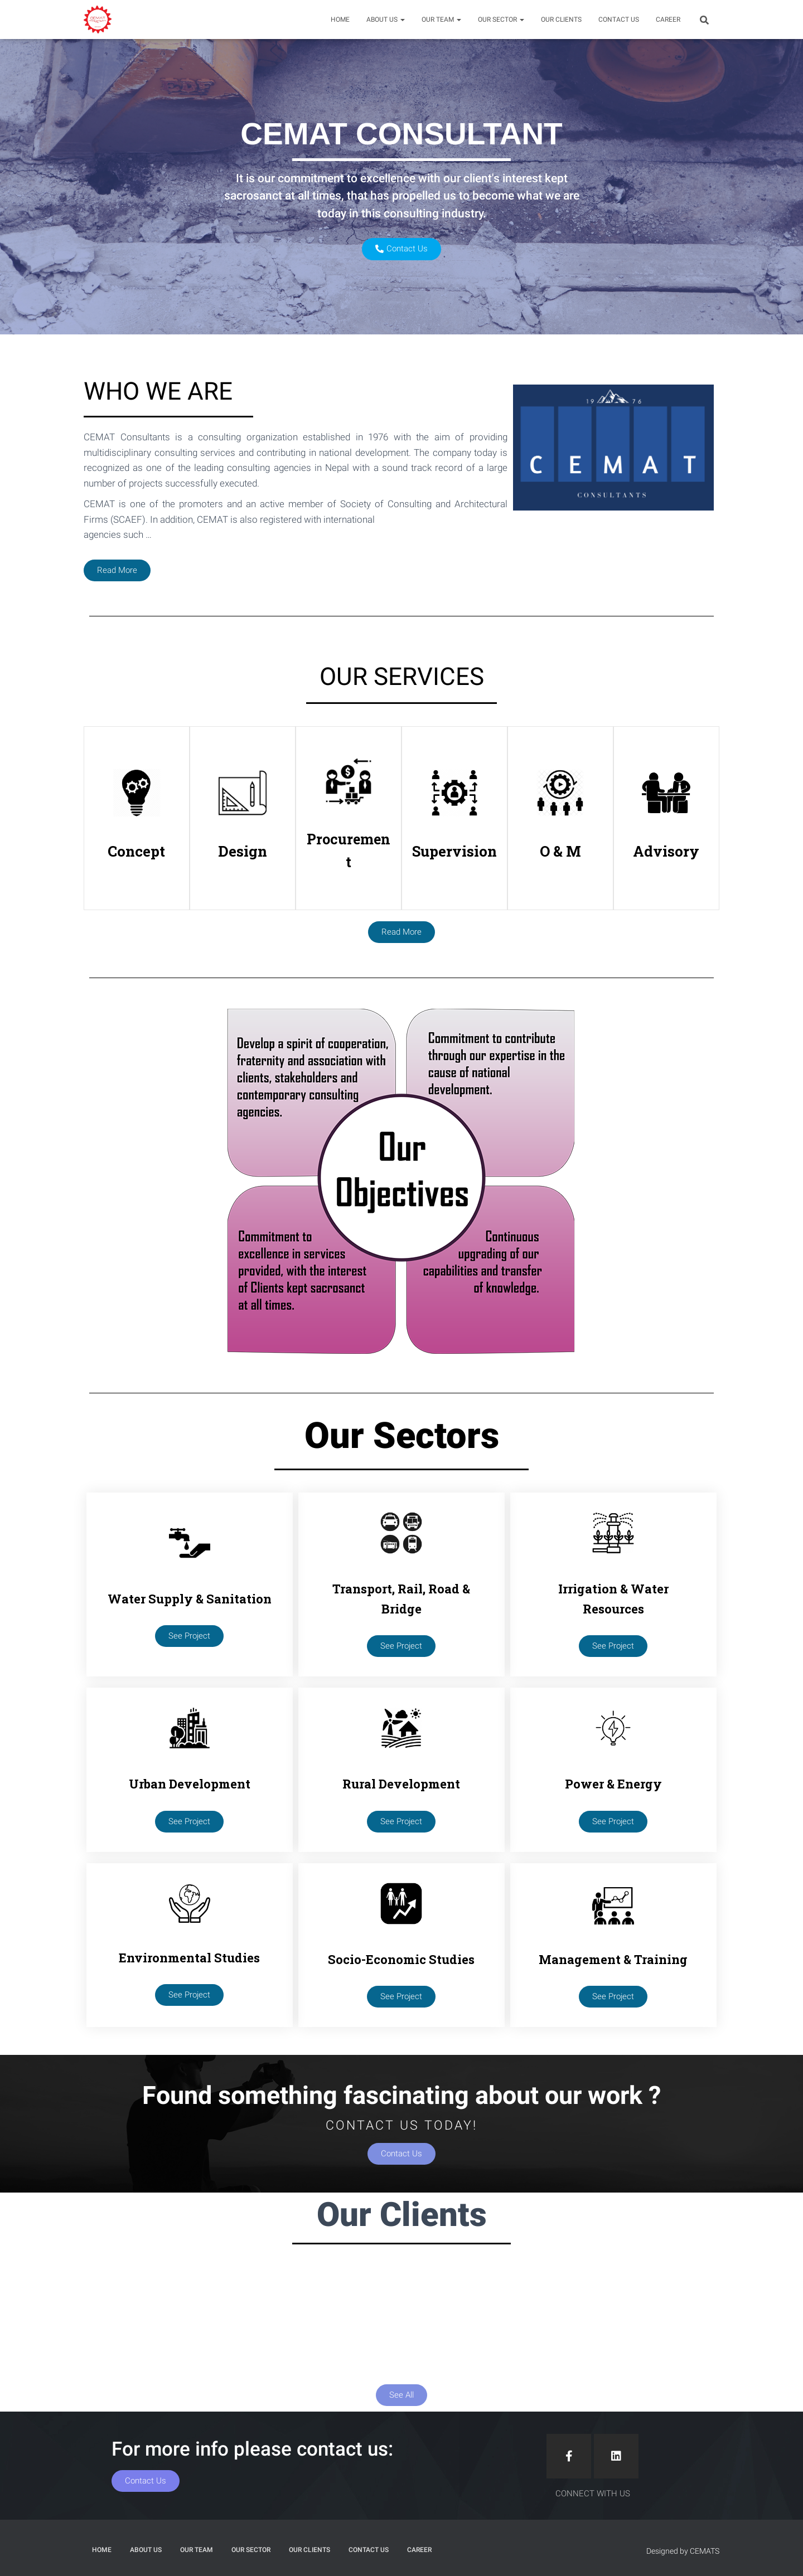 HOME ABOUT US OUR TEAM OUR SECTOR OUR CLIENTS CONTACT US CAREER
CEMAT CONSULTANT
It is our commitment to excellence with our client's interest kept
sacrosanct at all times, that has propelled us to become what we are
today in this consulting industry.
Contact Us
WHO WE ARE
CEMAT Consultants is a consulting organization established in 1976 with the aim of providing
multidisciplinary consulting services and contributing in national development. The company today is
recognized as one of the leading consulting agencies in Nepal with a sound track record of a large
number of projects successfully executed.
CEMAT is one of the promoters and an active member of Society of Consulting and Architectural
Firms (SCAEF). In addition, CEMAT is also registered with international
agencies such ...
Read More
19 76
CEMAT
CONSULTANTS
OUR SERVICES
Concept
Design
Procuremen
t
Supervision
O & M
Advisory
Read More
Develop a spirit of cooperation,
fraternity and association with
clients, stakeholders and
contemporary consulting
agencies.
Commitment to contribute
through our expertise in the
cause of national
development.
Our
Objectives
Commitment to
excellence in services
provided, with the interest
of Clients kept sacrosanct
at all times.
Continuous
upgrading of our
capabilities and transfer
of knowledge.
Our Sectors
Water Supply & Sanitation
See Project
Transport, Rail, Road &
Bridge
See Project
Irrigation & Water
Resources
See Project
Urban Development
See Project
Rural Development
See Project
Power & Energy
See Project
Environmental Studies
See Project
Socio-Economic Studies
See Project
Management & Training
See Project
Found something fascinating about our work ?
CONTACT US TODAY!
Contact Us
Our Clients
See All
For more info please contact us:
Contact Us
CONNECT WITH US
HOME ABOUT US OUR TEAM OUR SECTOR OUR CLIENTS CONTACT US CAREER
Designed by CEMATS